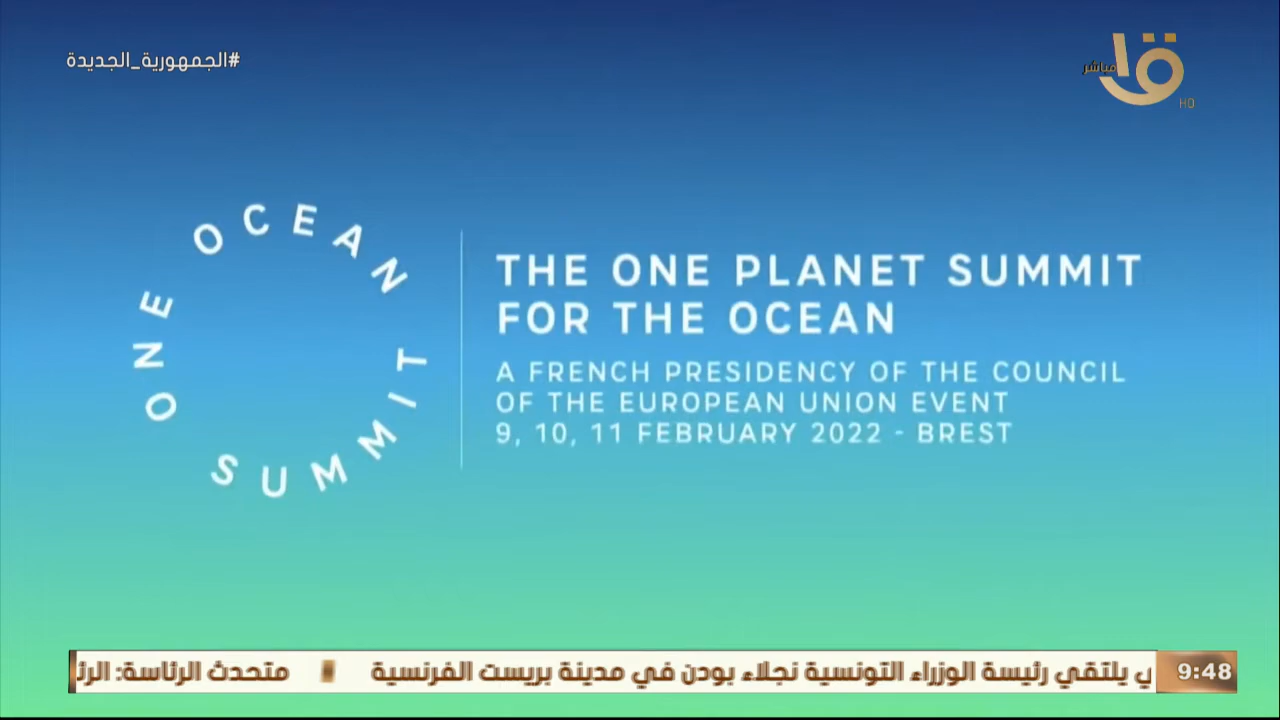 #الجمهورية_الجديدة
مباشر
HD
ONE OCEAN SUMMIT
THE ONE PLANET SUMMIT
FOR THE OCEAN
A FRENCH PRESIDENCY OF THE COUNCIL
OF THE EUROPEAN UNION EVENT
9, 10, 11 FEBRUARY 2022 - BREST
9:48
يلتقي رئيسة الوزراء التونسية نجلاء بودن في مدينة بريست الفرنسية
متحدث الرئاسة: